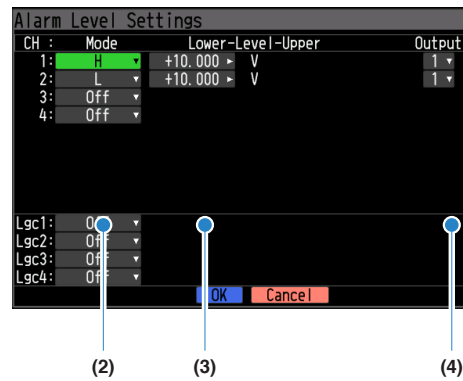 Alarm Level Settings
CH : Mode Lower-Level-Upper Output
1: H +10.000 V 1
2: L +10.000 V 1
3: Off
4: Off
Lgc1: Off
Lgc2: Off
Lgc3: Off
Lgc4: Off
OK Cancel
(2) (3) (4)